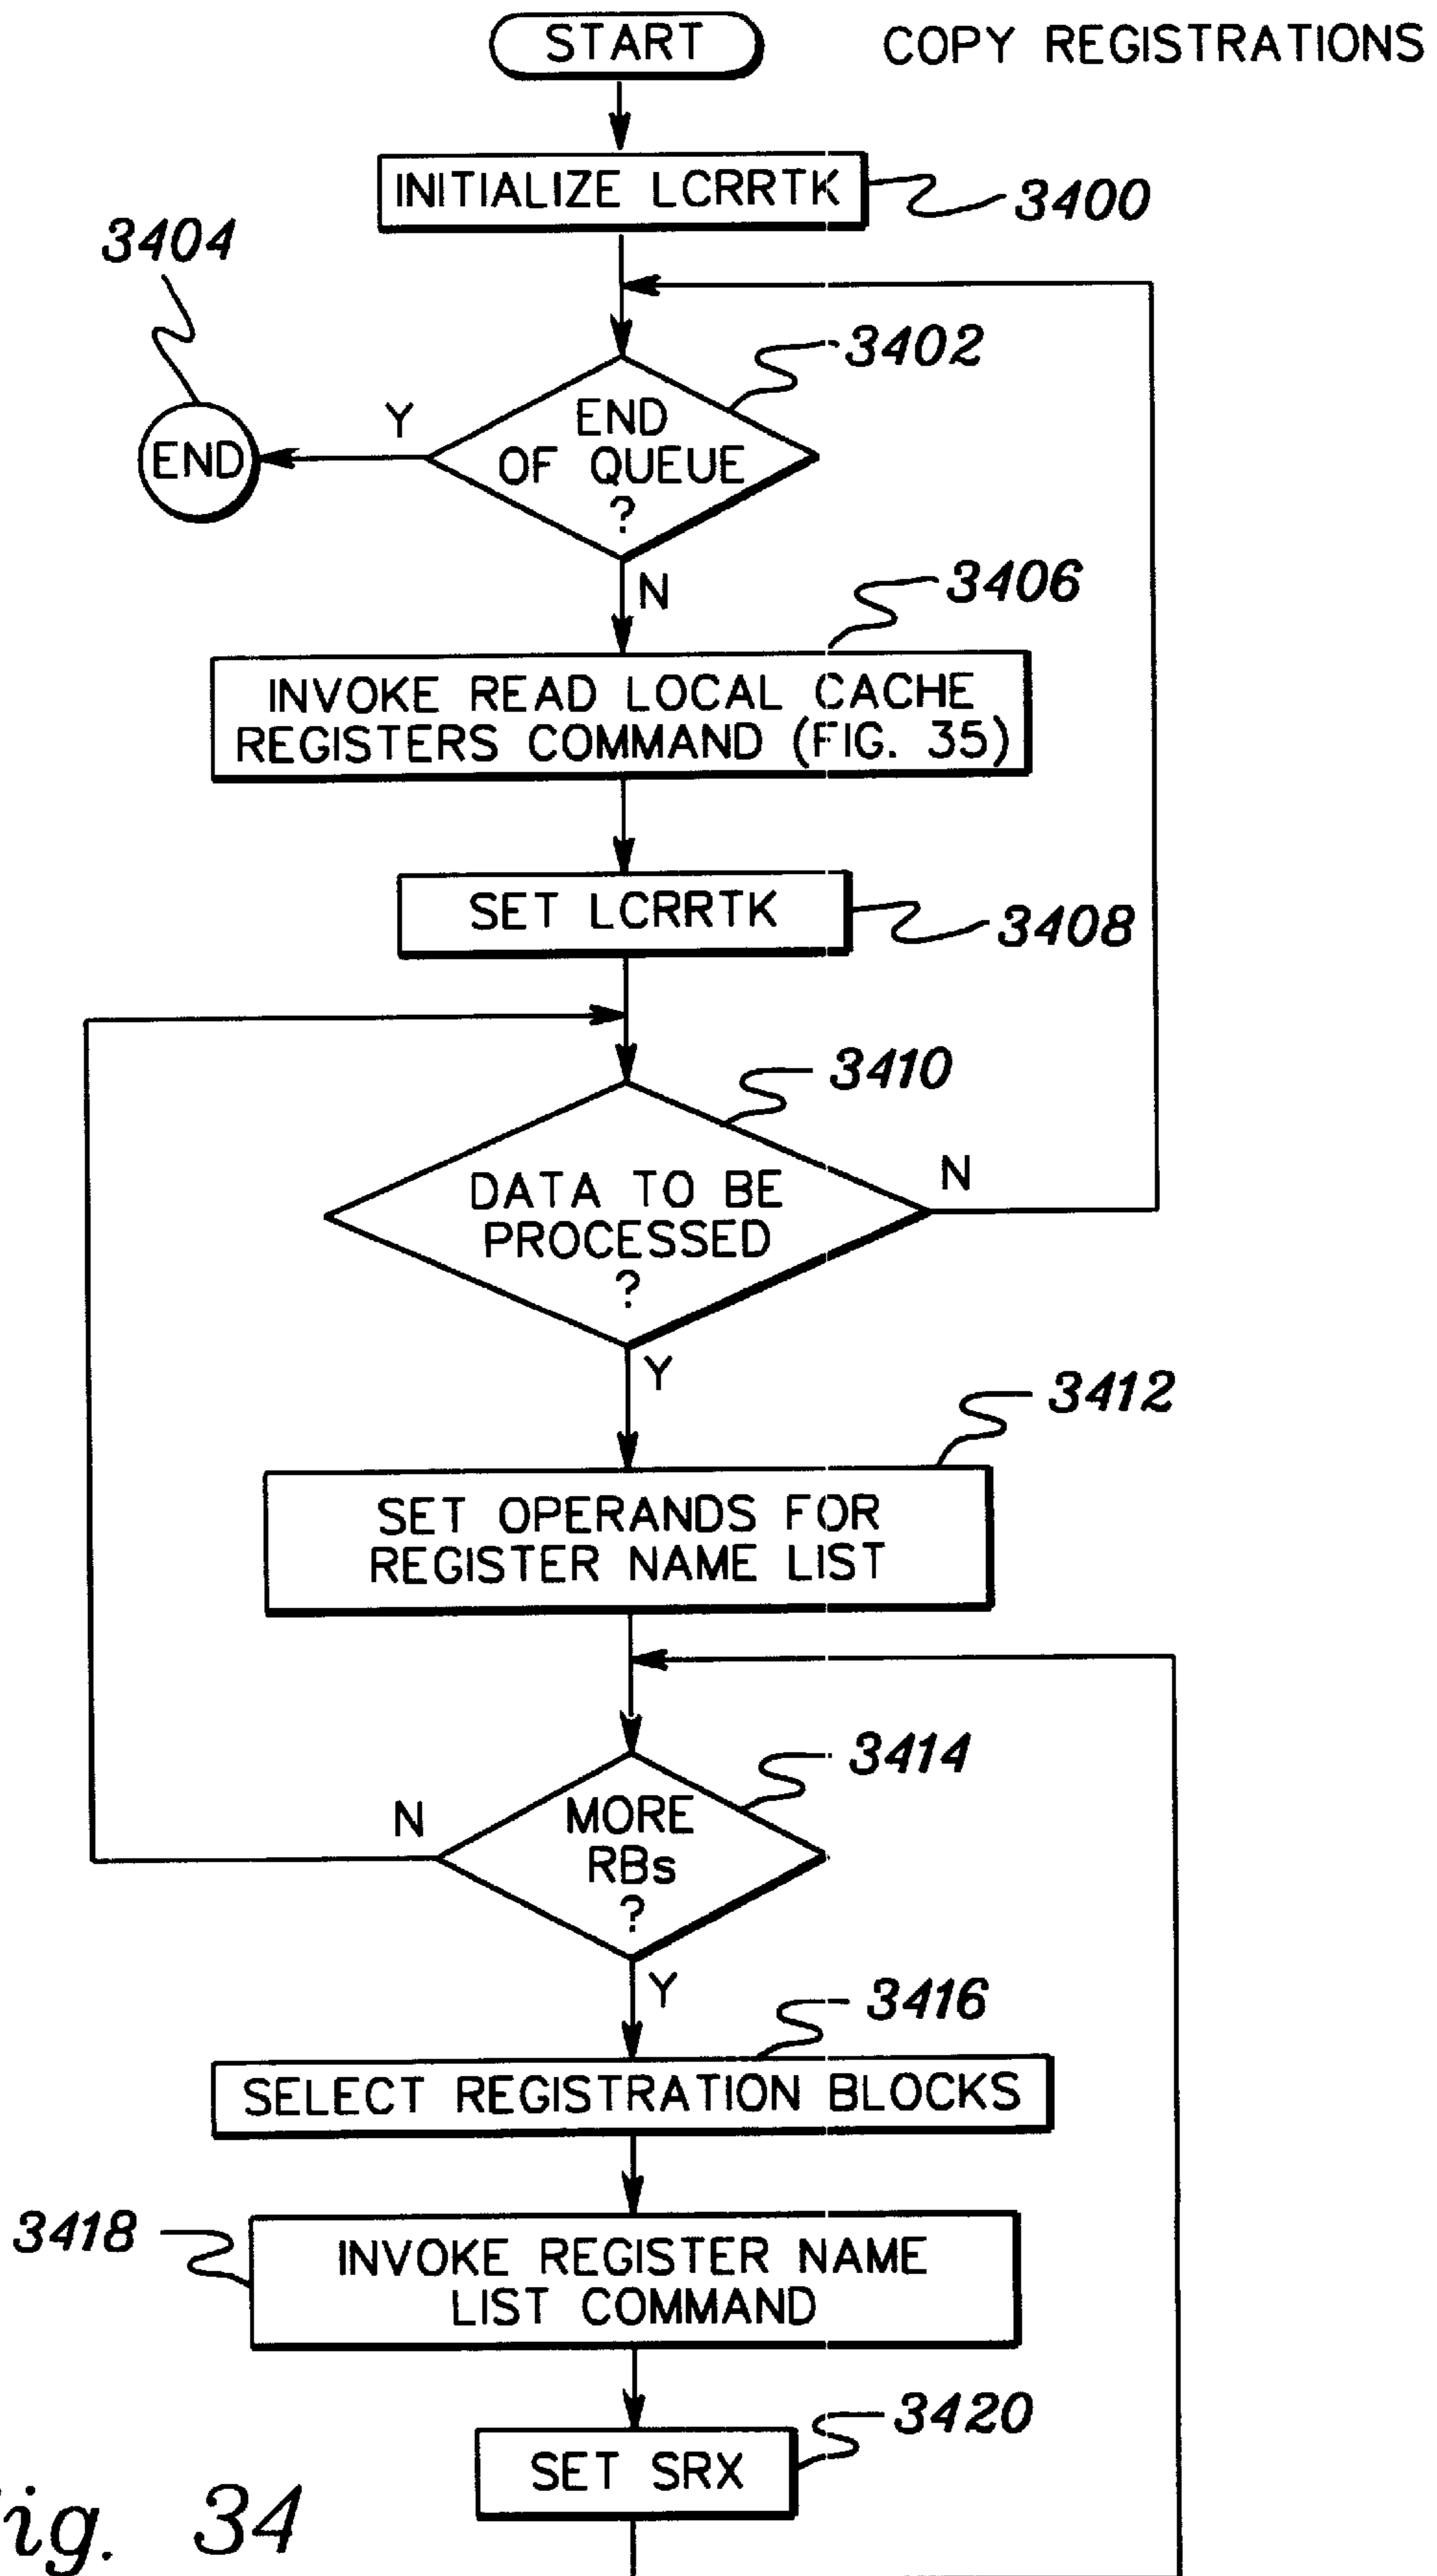 START
COPY REGISTRATIONS
INITIALIZE LCRRTK
3400
3404
3402
END
OF QUEUE
?
Y
END
N
3406
INVOKE READ LOCAL CACHE
REGISTERS COMMAND (FIG. 35)
SET LCRRTK
3408
3410
DATA TO BE
PROCESSED
?
N
Y
3412
SET OPERANDS FOR
REGISTER NAME LIST
3414
MORE
RBs
?
N
Y
3416
SELECT REGISTRATION BLOCKS
3418
INVOKE REGISTER NAME
LIST COMMAND
3420
SET SRX
ig. 34